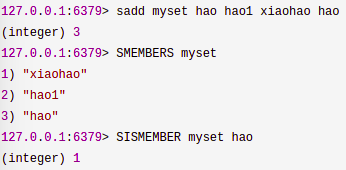 127.0.0.1:6379> sadd myset hao hao1 xiaohao hao
(integer) 3
127.0.0.1:6379> SMEMBERS myset
1) "xiaohao"
2) "hao1"
3) "hao"
127.0.0.1:6379> SISMEMBER myset hao
(integer) 1